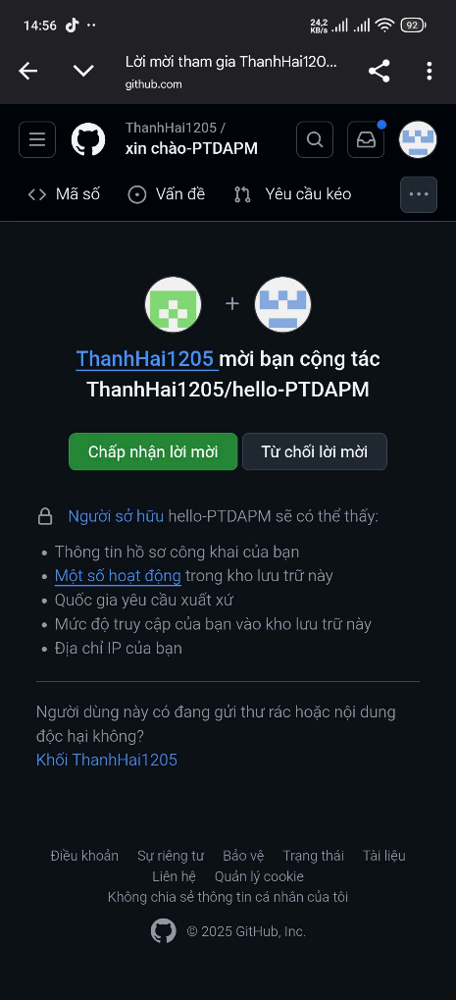 14:56
24,2
KB/s
92
Lời mời tham gia ThanhHai120...
github.com
ThanhHai1205 /
xin chào-PTDAPM
Mã số
Vấn đề
Yêu cầu kéo
ThanhHai1205 mời bạn cộng tác
ThanhHai1205/hello-PTDAPM
Chấp nhận lời mời
Từ chối lời mời
Người sở hữu hello-PTDAPM sẽ có thể thấy:
• Thông tin hồ sơ công khai của bạn
• Một số hoạt động trong kho lưu trữ này
• Quốc gia yêu cầu xuất xứ
• Mức độ truy cập của bạn vào kho lưu trữ này
• Địa chỉ IP của bạn
Người dùng này có đang gửi thư rác hoặc nội dung
độc hại không?
Khối ThanhHai1205
Điều khoản Sự riêng tư Bảo vệ Trạng thái Tài liệu
Liên hệ Quản lý cookie
Không chia sẻ thông tin cá nhân của tôi
© 2025 GitHub, Inc.